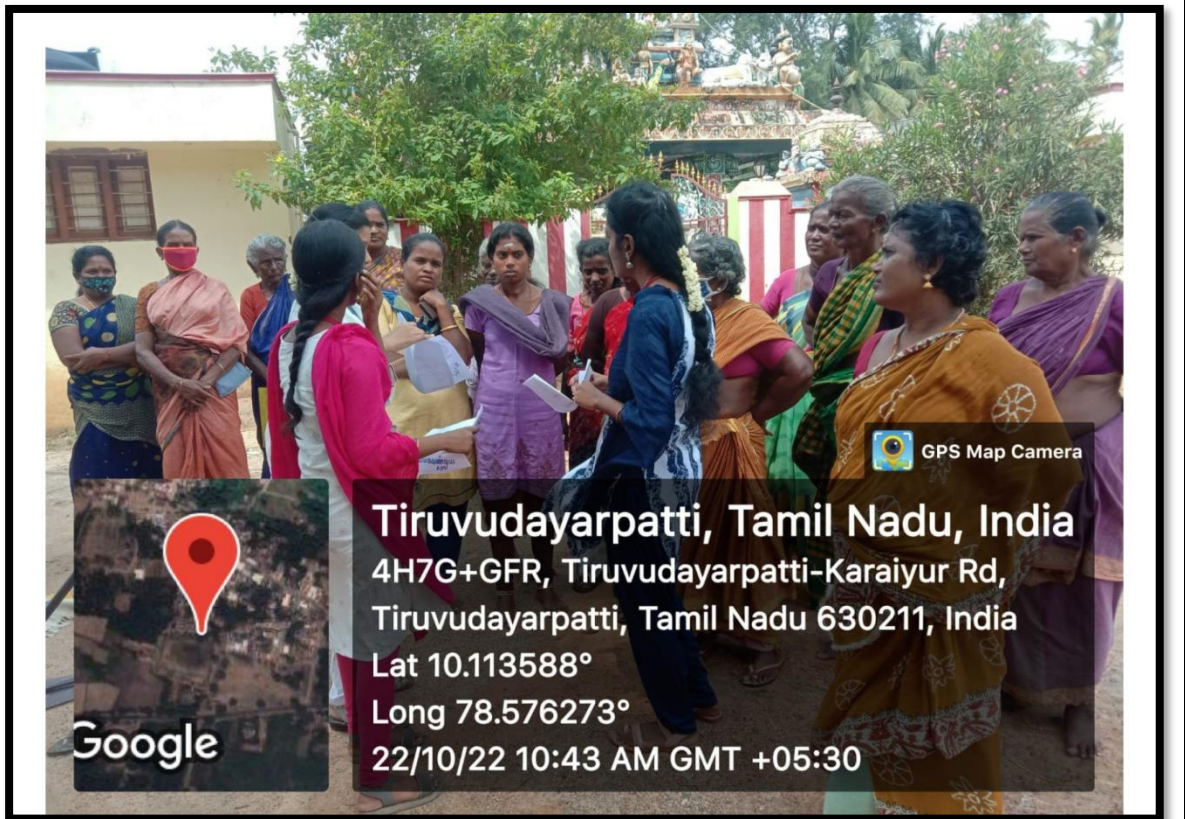 GPS Map Camera
Tiruvudayarpatti, Tamil Nadu, India
4H7G+GFR, Tiruvudayarpatti-Karaiyur Rd,
Tiruvudayarpatti, Tamil Nadu 630211, India
Lat 10.113588°
Long 78.576273°
22/10/22 10:43 AM GMT +05:30
Google